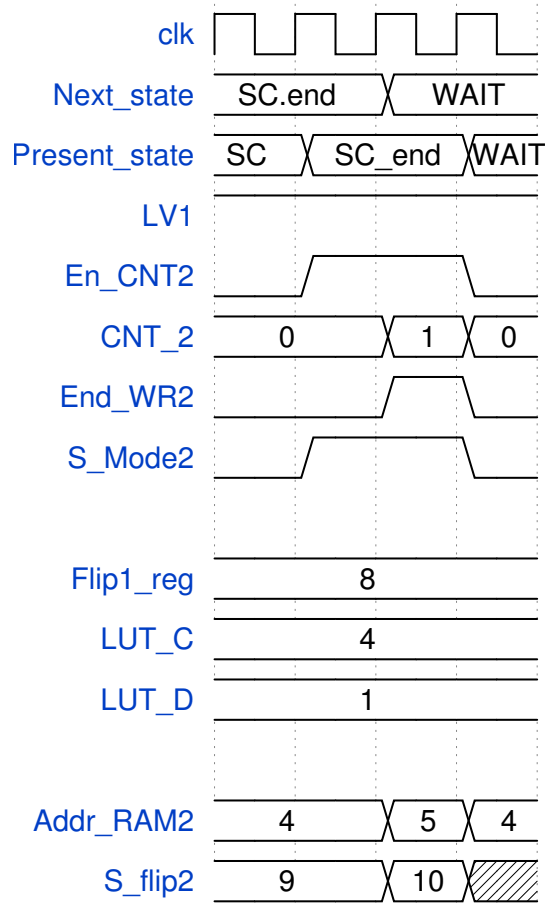 clk
Next_state SC.end WAIT
Present_state SC SC_end WAIT
LV1
En_CNT2
CNT_2 0 1 0
End_WR2
S_Mode2
Flip1_reg 8
LUT_C 4
LUT_D 1
Addr_RAM2 4 5 4
S_flip2 9 10